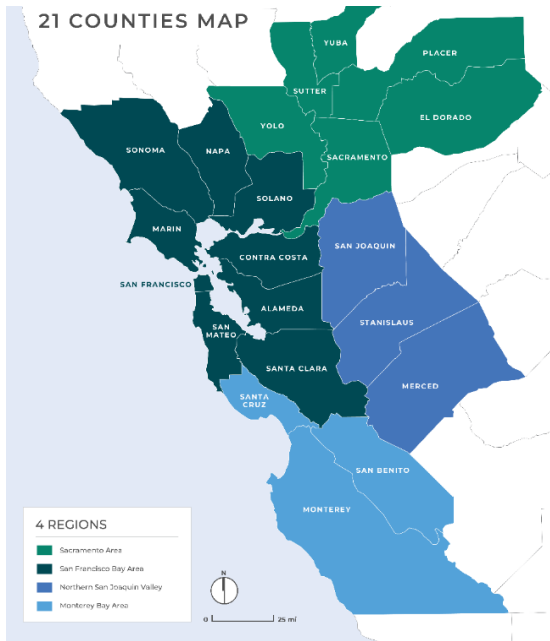 21 COUNTIES MAP
YUBA
PLACER
SUTTER
EL DORADO
YOLO
SONOMA
NAPA
SACRAMENTO
SOLANO
MARIN
SAN JOAQUIN
CONTRA COSTA
SAN FRANCISCO
ALAMEDA
STANISLAUS
SAN
MATEO
SANTA CLARA
MERCED
SANTA
CRUZ
SAN BENITO
MONTEREY
4 REGIONS
Sacramento Area
San Francisco Bay Area
Northern San Joaquin Valley
Monterey Bay Area
N
0 25 mi